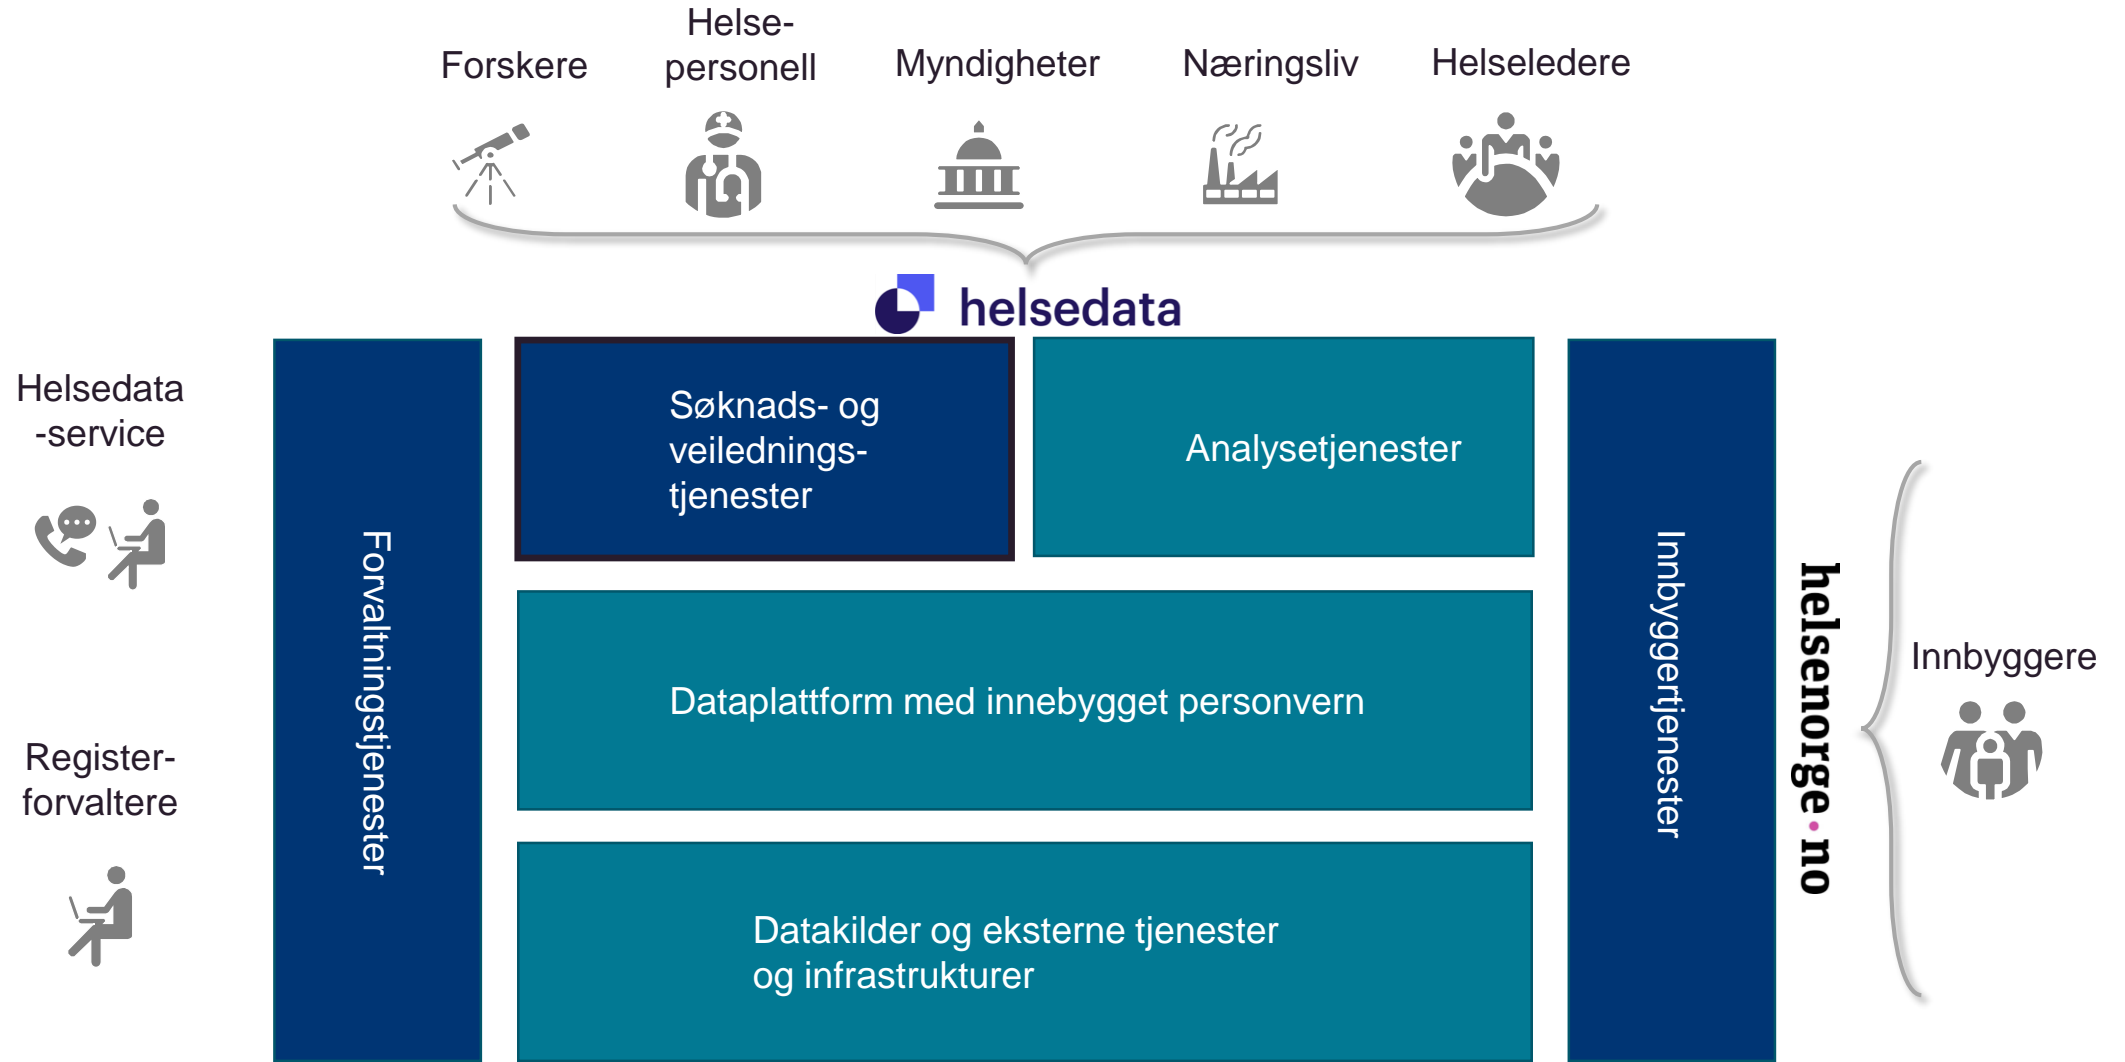 Forskere
Helse-
personell
Myndigheter
Næringsliv
Helseledere
helsedata
Helsedata
-service
Register-
forvaltere
Forvaltningstjenester
Søknads- og
veilednings-
tjenester
Analysetjenester
Dataplattform med innebygget personvern
Datakilder og eksterne tjenester
og infrastrukturer
Innbyggertjenester
helsenorge·no
Innbyggere